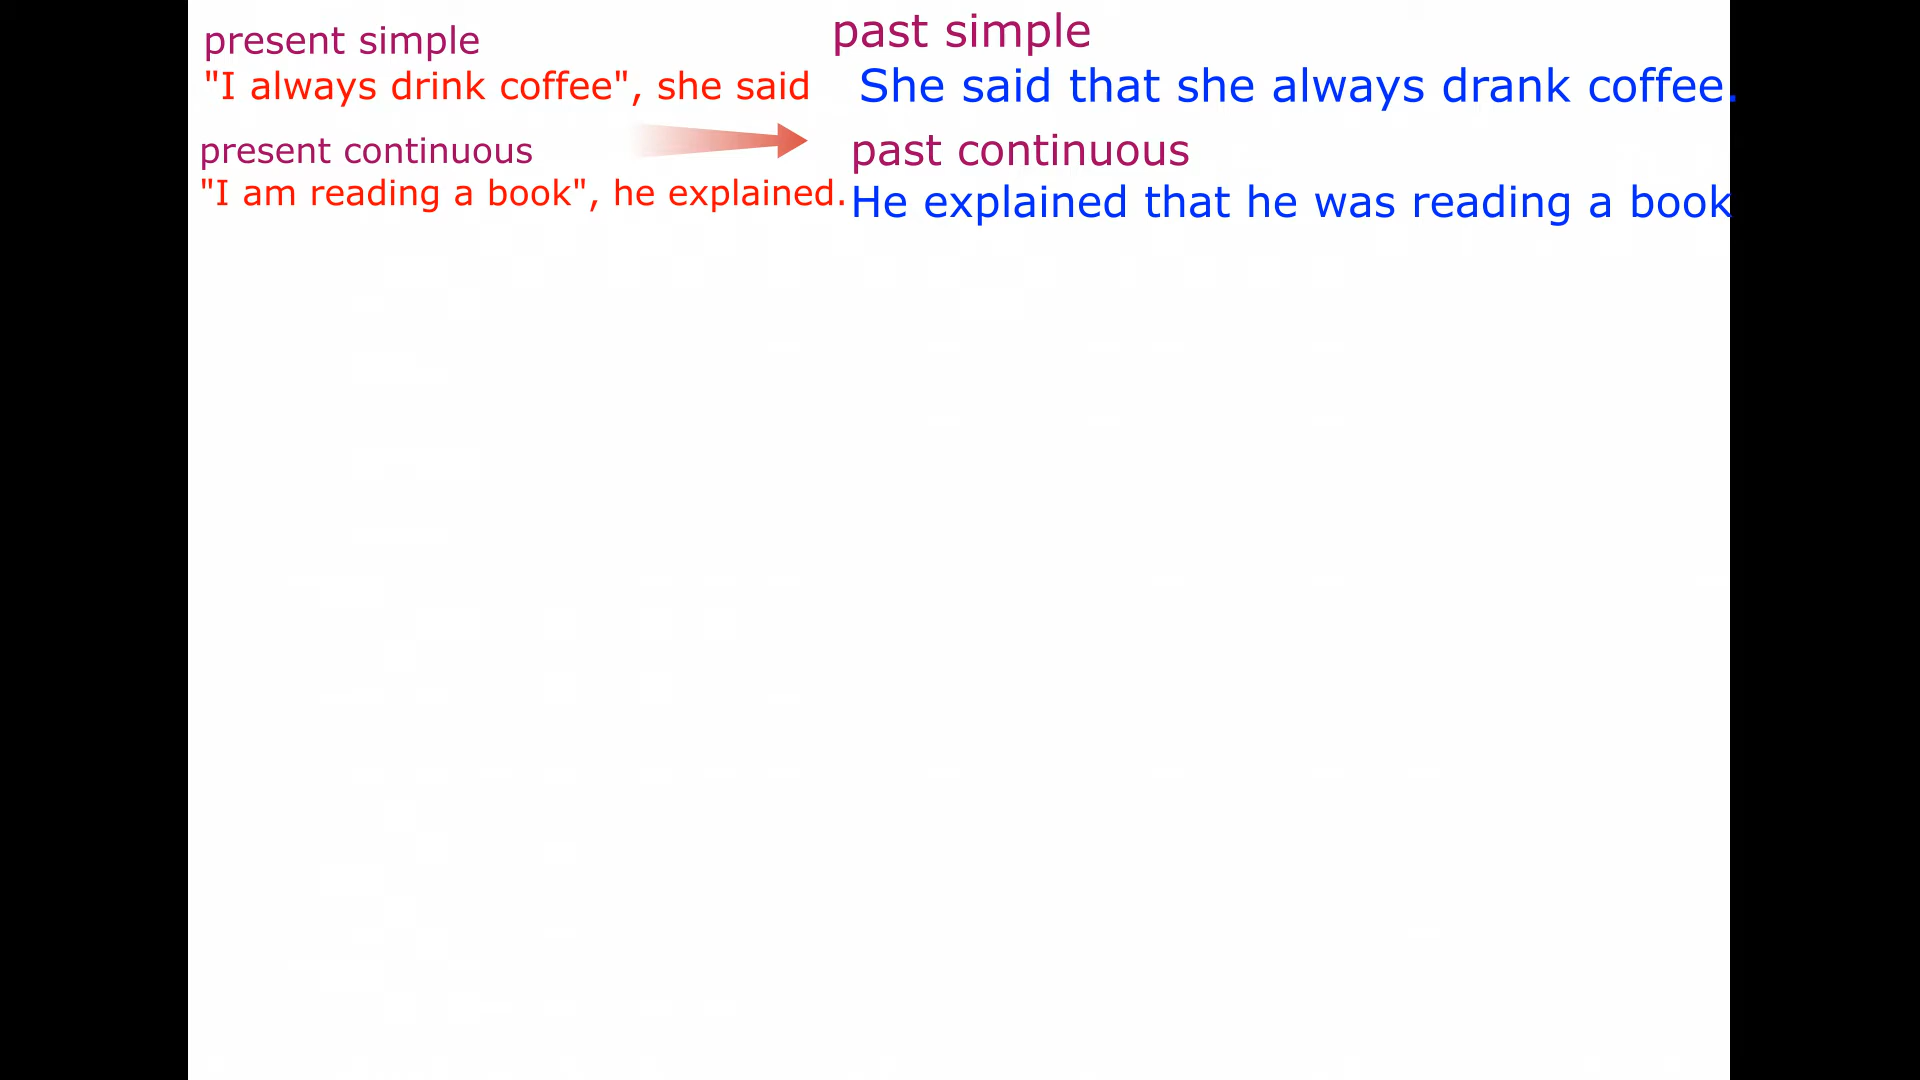 present simple
"I always drink coffee", she said
present continuous
"I am reading a book", he explained.
past simple
She said that she always drank coffee.
past continuous
He explained that he was reading a book